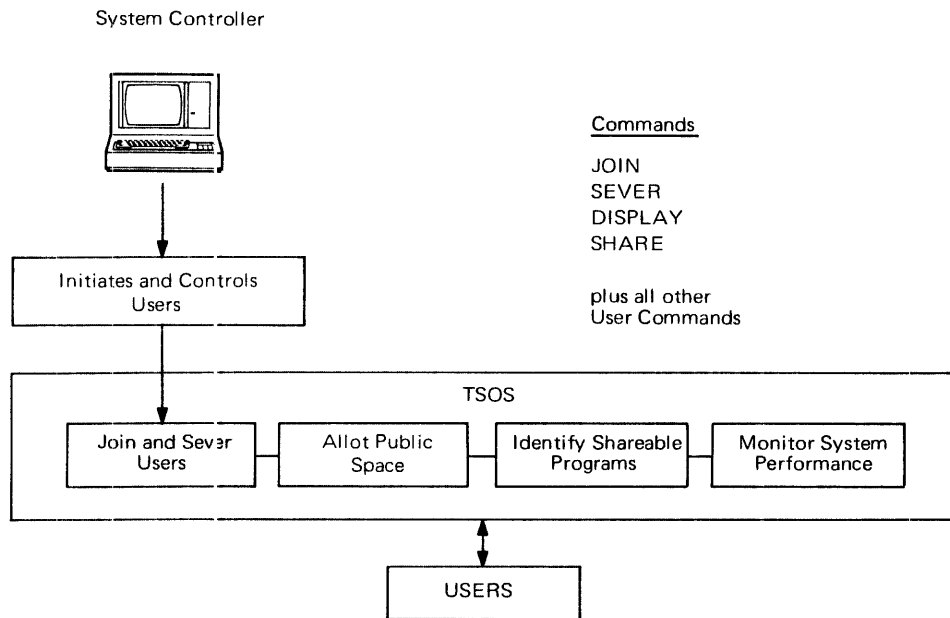 System Controller
Commands
JOIN
SEVER
DISPLAY
SHARE
plus all other
User Commands
Initiates and Controls
Users
TSOS
Join and Sever
Users
Allot Public
Space
Identify Shareable
Programs
Monitor System
Performance
USERS